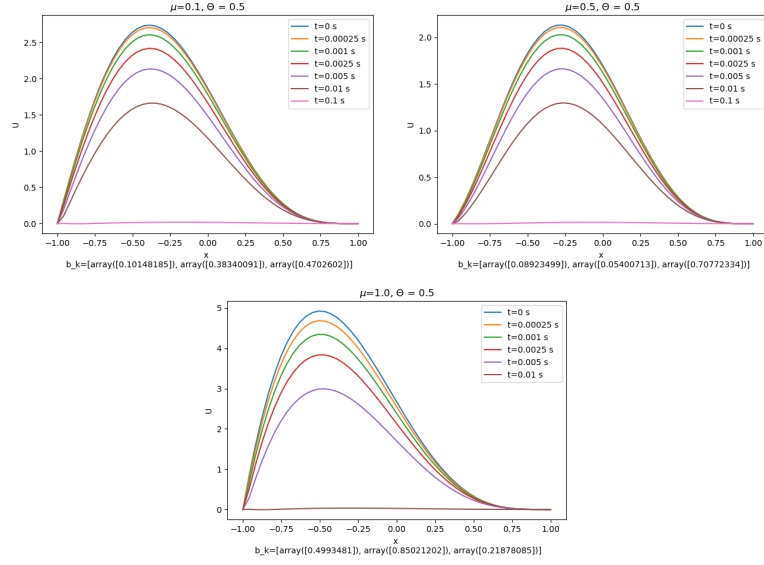 μ=0.1, Θ = 0.5
t=0 s
t=0.00025 s
t=0.001 s
t=0.0025 s
t=0.005 s
t=0.01 s
t=0.1 s
2.5
2.0
1.5
1.0
0.5
0.0
U
-1.00 -0.75 -0.50 -0.25 0.00 0.25 0.50 0.75 1.00
x
b_k=[array([0.10148185]), array([0.38340091]), array([0.4702602])]
μ=0.5, Θ = 0.5
t=0 s
t=0.00025 s
t=0.001 s
t=0.0025 s
t=0.005 s
t=0.01 s
t=0.1 s
2.0
1.5
1.0
0.5
0.0
U
-1.00 -0.75 -0.50 -0.25 0.00 0.25 0.50 0.75 1.00
x
b_k=[array([0.08923499]), array([0.05400713]), array([0.70772334])]
μ=1.0, Θ = 0.5
t=0 s
t=0.00025 s
t=0.001 s
t=0.0025 s
t=0.005 s
t=0.01 s
5
4
3
2
1
0
U
-1.00 -0.75 -0.50 -0.25 0.00 0.25 0.50 0.75 1.00
x
b_k=[array([0.4993481]), array([0.85021202]), array([0.21878085])]